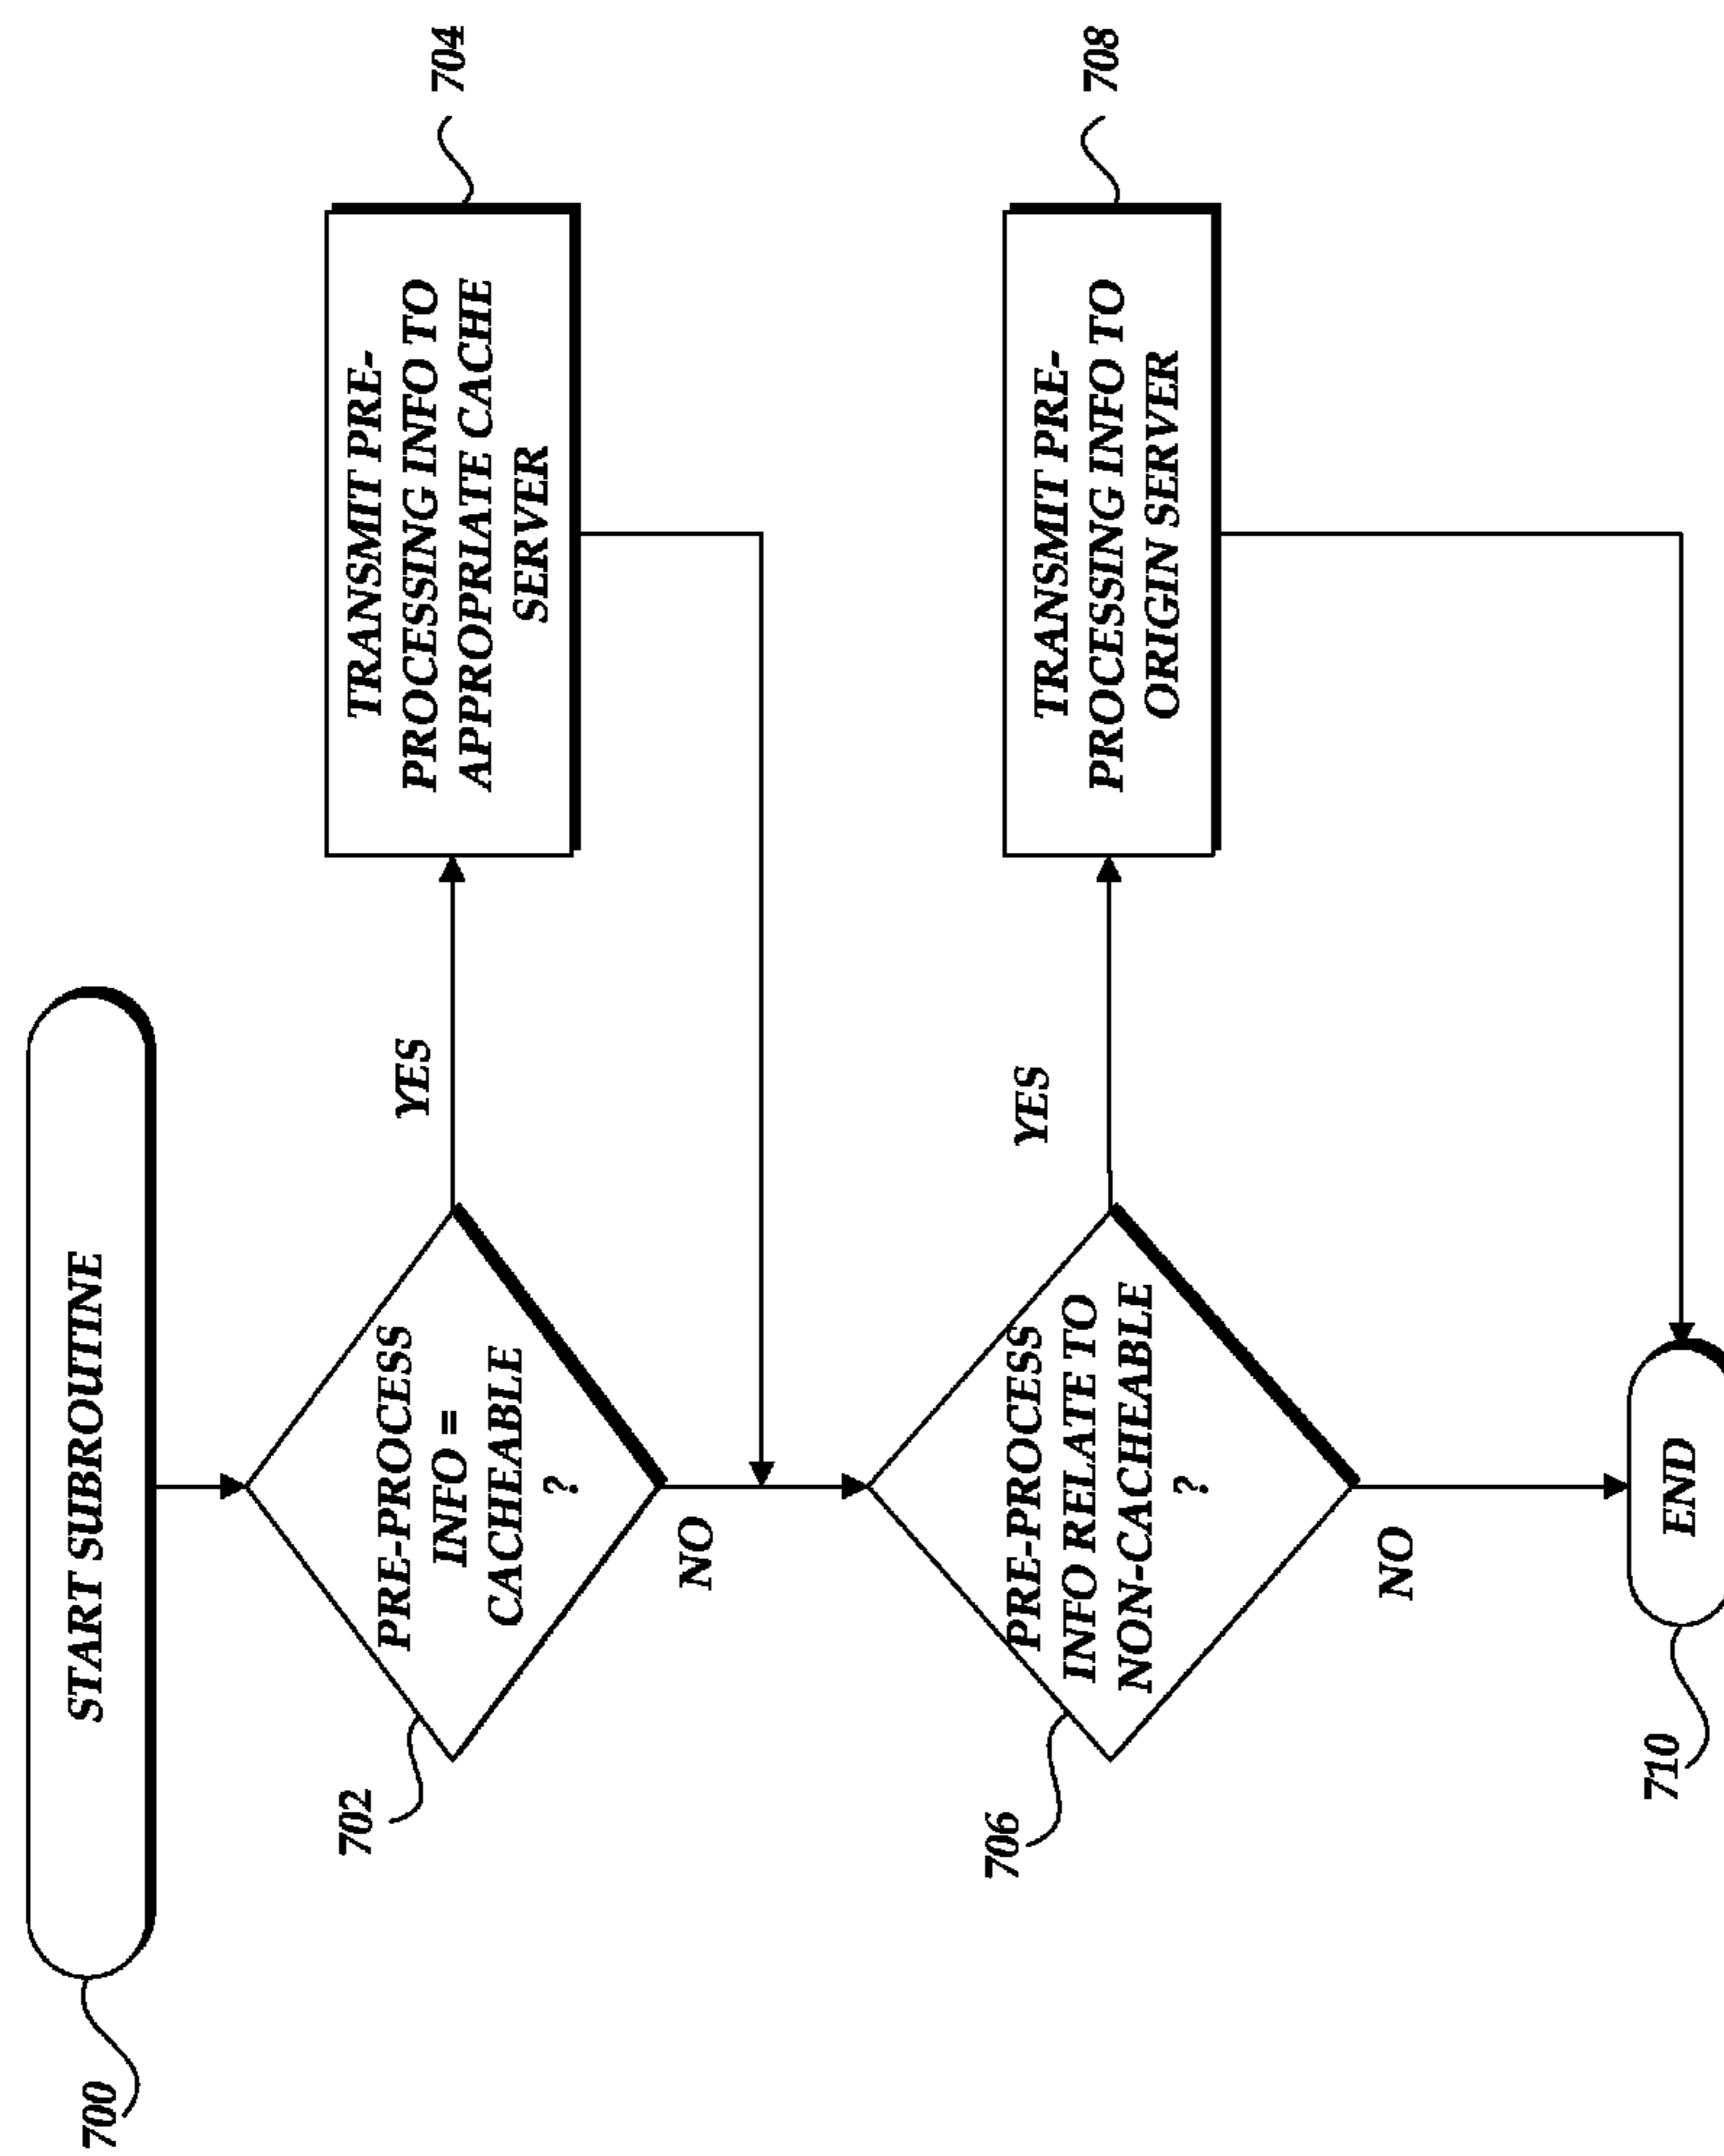 700
START SUBROUTINE
702
PRE-PROCESS
INFO =
CACHEABLE
?
YES
704
TRANSMIT PRE-
PROCESSING INFO TO
APPROPRIATE CACHE
SERVER
NO
706
PRE-PROCESS
INFO RELATE TO
NON-CACHEABLE
?
YES
708
TRANSMIT PRE-
PROCESSING INFO TO
ORIGIN SERVER
NO
710
END